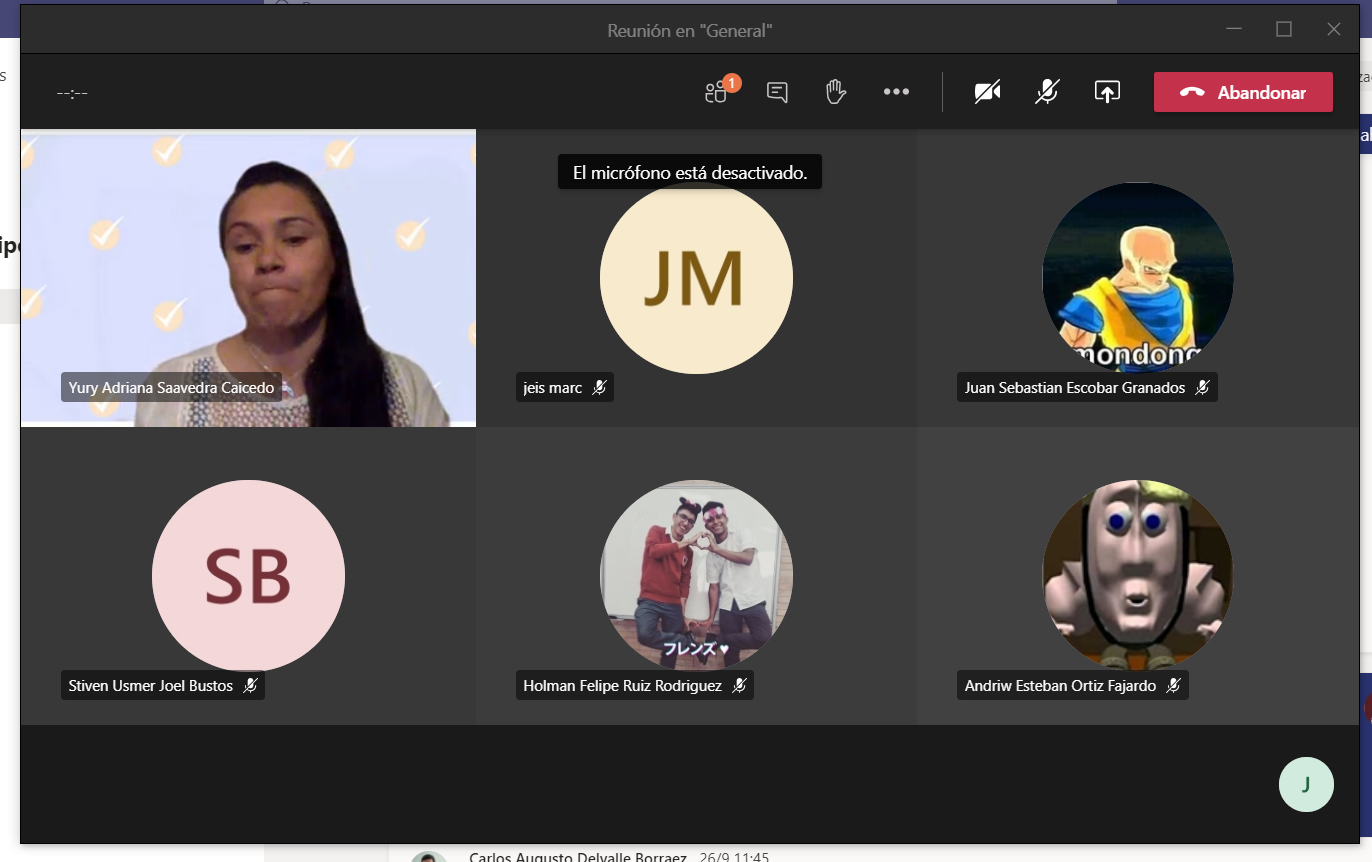 Reunión en "General"
--:--
1
Abandonar
El micrófono está desactivado.
JM
mondong
Yury Adriana Saavedra Caicedo
jeis marc
Juan Sebastian Escobar Granados
SB
フレンズ♥
Stiven Usmer Joel Bustos
Holman Felipe Ruiz Rodriguez
Andriw Esteban Ortiz Fajardo
J
Carlos Augusto Delvalle Borraez 26/9 11:45